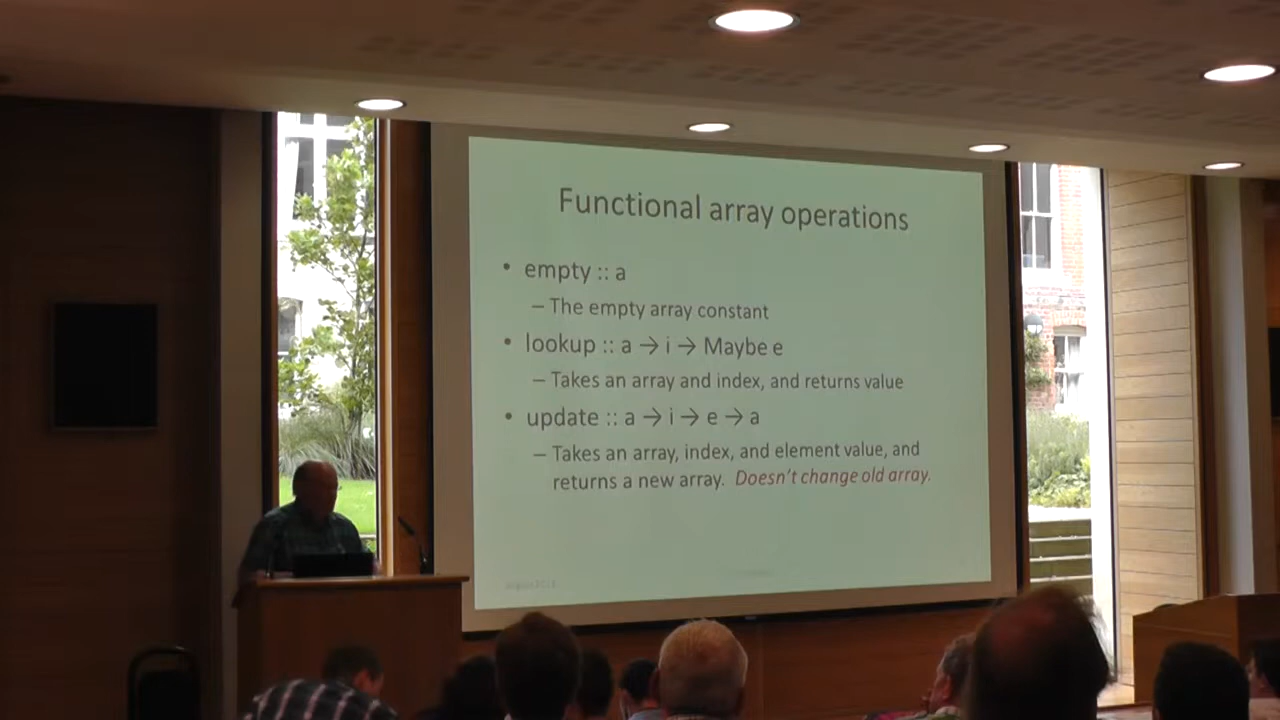 Functional array operations
• empty :: a
– The empty array constant
• lookup :: a → i → Maybe e
– Takes an array and index, and returns value
• update :: a → i → e → a
– Takes an array, index, and element value, and
returns a new array. Doesn't change old array.